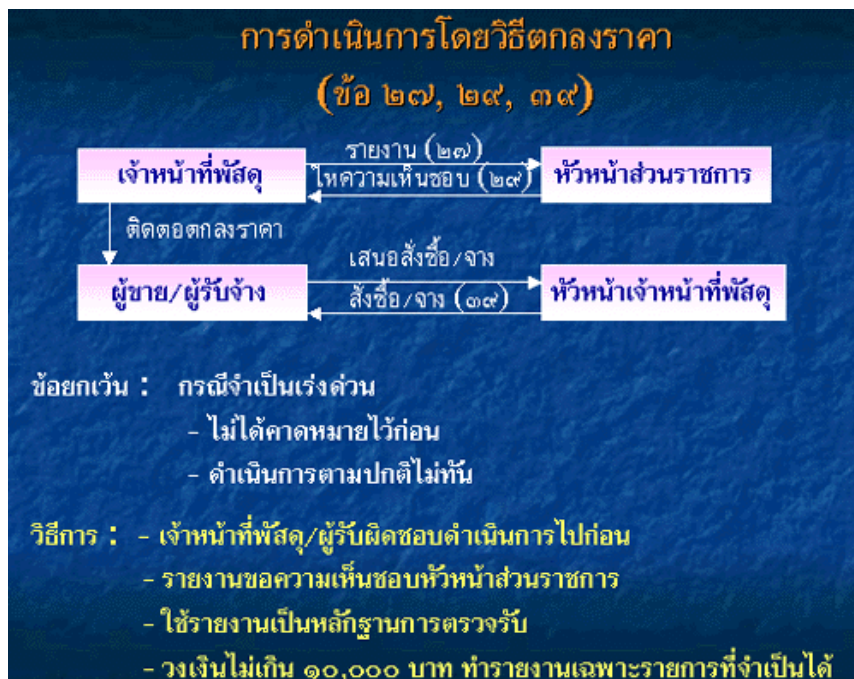 การดำเนินการโดยวิธีตกลงราคา
(ข้อ ๒๗, ๒๙, ๓๙)
เจ้าหน้าที่พัสดุ
รายงาน (๒๗)
ใหความเห็นชอบ (๒๙)
หัวหน้าส่วนราชการ
ติดตอตกลงราคา
ผู้ขาย/ผู้รับจ้าง
เสนอสั่งซื้อ/จาง
สั่งซื้อ/จาง (๓๙)
หัวหน้าเจ้าหน้าที่พัสดุ
ข้อยกเว้น : กรณีจำเป็นเร่งด่วน
- ไม่ได้คาดหมายไว้ก่อน
- ดำเนินการตามปกติไม่ทัน
วิธีการ : - เจ้าหน้าที่พัสดุ/ผู้รับผิดชอบดำเนินการไปก่อน
- รายงานขอความเห็นชอบหัวหน้าส่วนราชการ
- ใช้รายงานเป็นหลักฐานการตรวจรับ
- วงเงินไม่เกิน ๑๐,๐๐๐ บาท ทำรายงานเฉพาะรายการที่จำเป็นได้